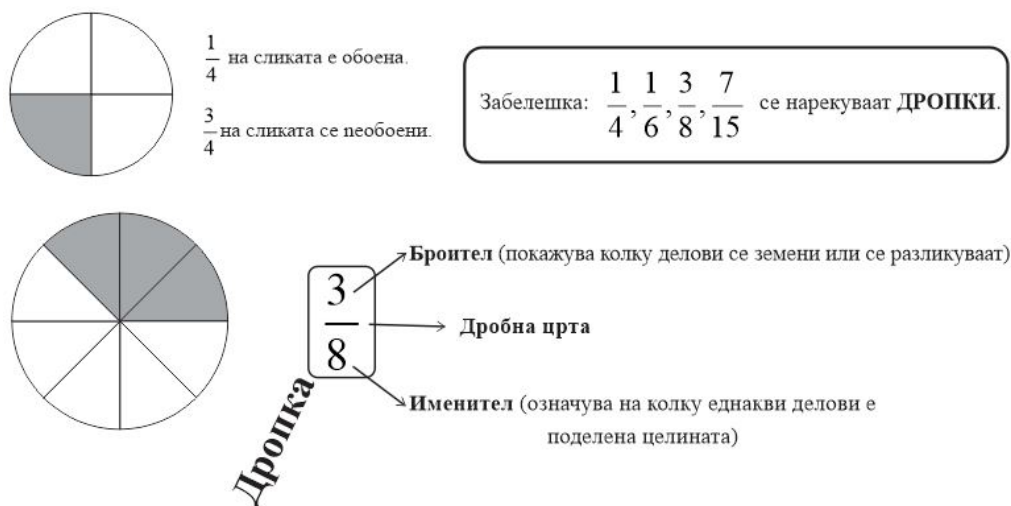 1/4 на сликата е обоена.
3/4 на сликата се необоени.
Забелешка: 1/4, 1/6, 3/8, 7/15 се нарекуваат ДРОПКИ.
Броител (покажува колку делови се земени или се разликуваат)
3/8
Дробна црта
Именител (означува на колку еднакви делови е
поделена целината)
Дропка